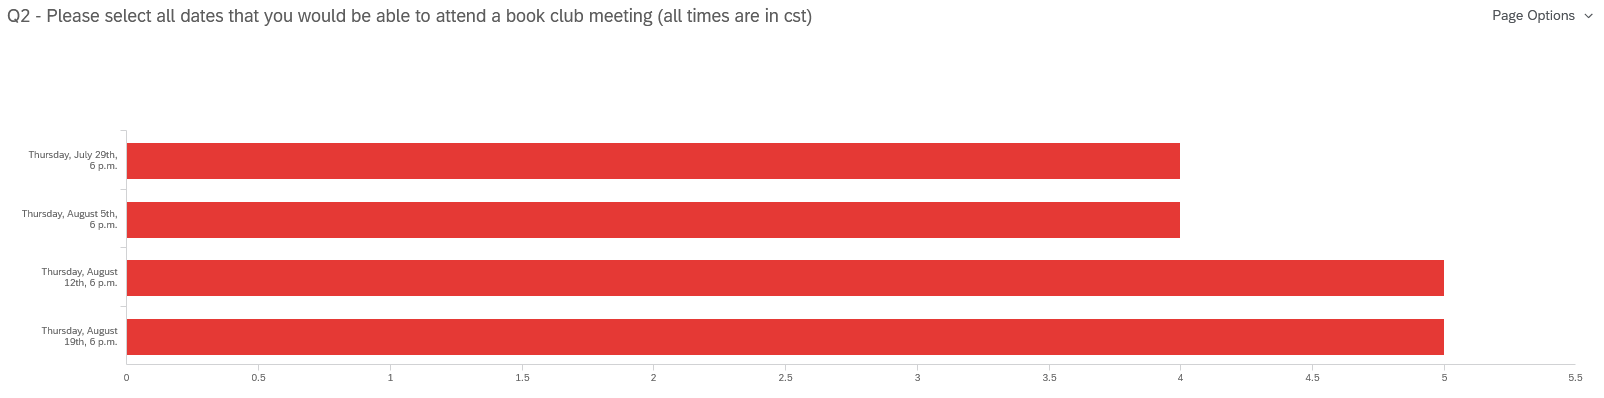 Q2 - Please select all dates that you would be able to attend a book club meeting (all times are in cst)
Page Options
Thursday, July 29th,
6 p.m.
Thursday, August 5th,
6 p.m.
Thursday, August
12th, 6 p.m.
Thursday, August
19th, 6 p.m.
0 0.5 1 1.5 2 2.5 3 3.5 4 4.5 5 5.5